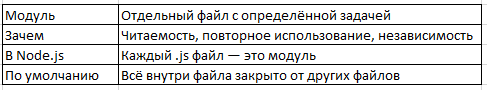 Модуль Отдельный файл с определённой задачей
Зачем Читаемость, повторное использование, независимость
В Node.js Каждый .js файл — это модуль
По умолчанию Всё внутри файла закрыто от других файлов